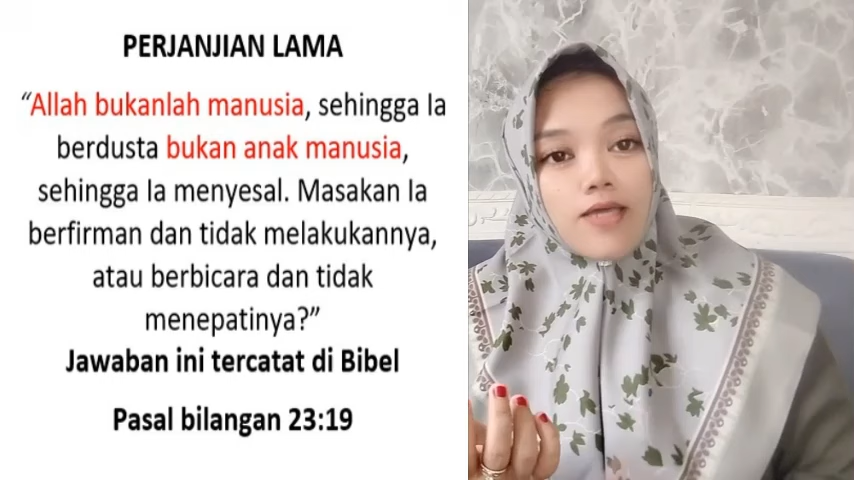 PERJANJIAN LAMA
“Allah bukanlah manusia, sehingga Ia
berdusta bukan anak manusia,
sehingga Ia menyesal. Masakan Ia
berfirman dan tidak melakukannya,
atau berbicara dan tidak
menepatinya?”
Jawaban ini tercatat di Bibel
Pasal bilangan 23:19